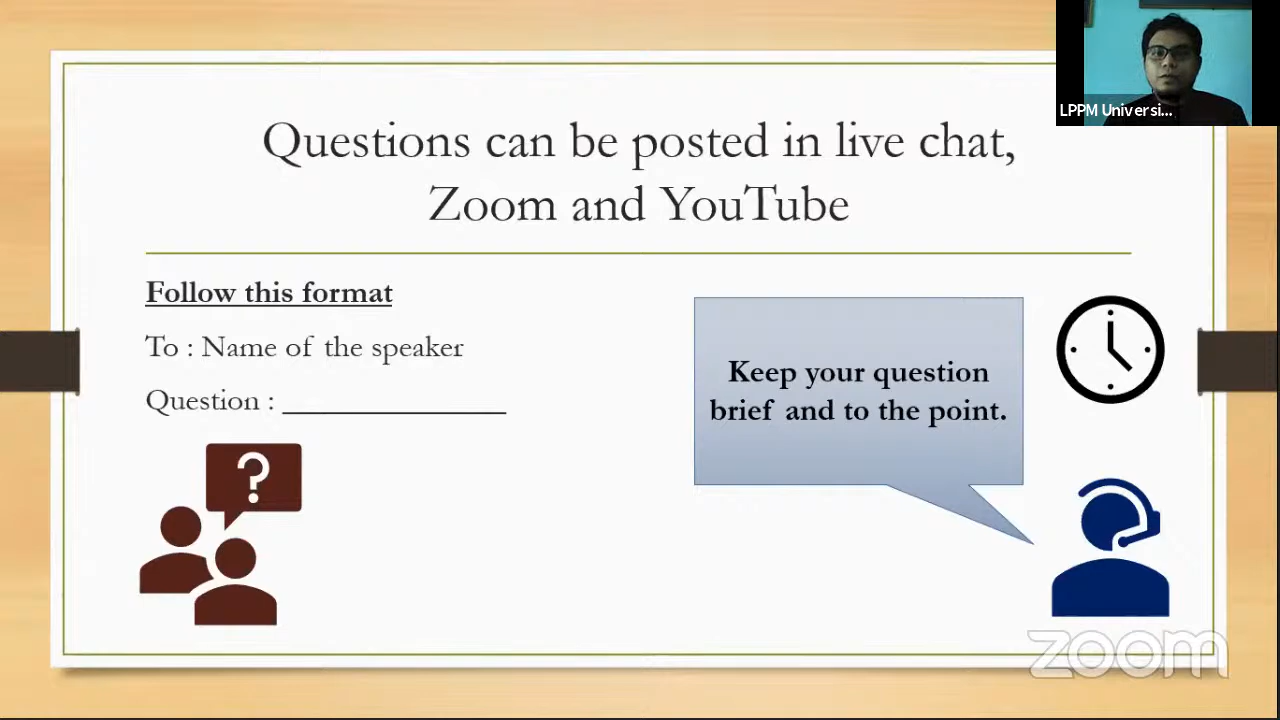 LPPM Universi...
Questions can be posted in live chat,
Zoom and YouTube
Follow this format
To : Name of the speaker
Question : ________________
?
Keep your question
brief and to the point.
zoom